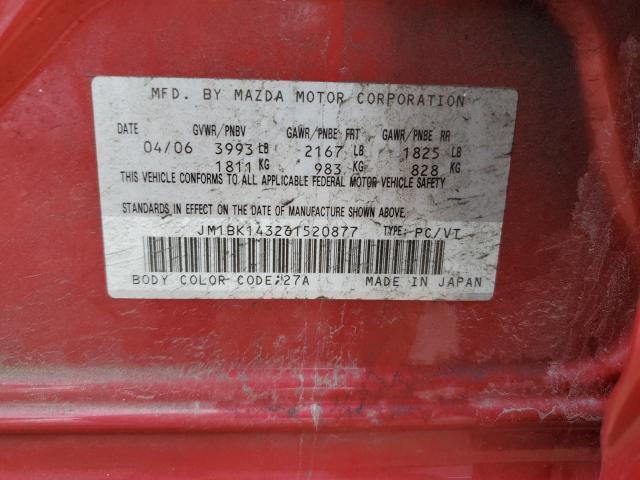 MFD. BY MAZDA MOTOR CORPORATION
DATE GVWR/PNBV GAWR/PNBE FRT GAWR/PNBE RR
04/06 3993 LB 2167 LB 1825 LB
1811 KG 983 KG 828 KG
THIS VEHICLE CONFORMS TO ALL APPLICABLE FEDERAL MOTOR VEHICLE SAFETY
STANDARDS IN EFFECT ON THE DATE OF MANUFACTURE SHOWN ABOVE.
JM1BK143261520877 TYPE: PC/VT
BODY COLOR CODE: 27A MADE IN JAPAN